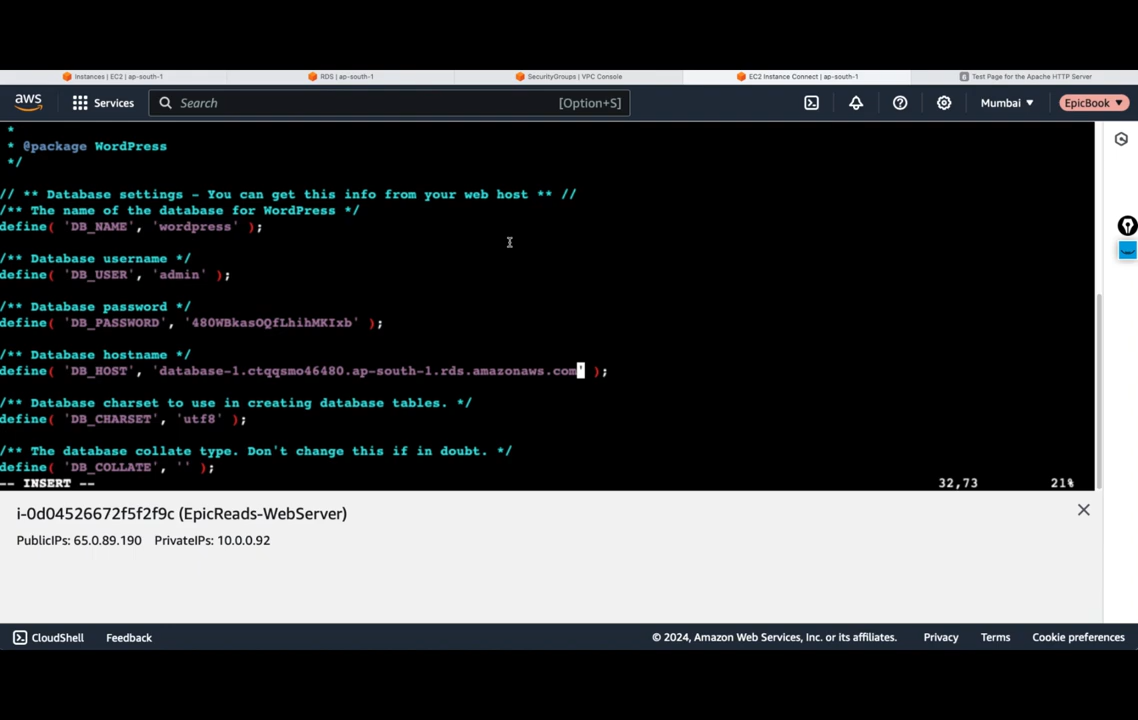 Instances | EC2 | ap-south-1
RDS | ap-south-1
SecurityGroups | VPC Console
EC2 Instance Connect | ap-south-1
Test Page for the Apache HTTP Server
aws
Services
Search
[Option+S]
Mumbai
EpicBook
*
* @package WordPress
*/
// ** Database settings - You can get this info from your web host ** //
/** The name of the database for WordPress */
define( 'DB_NAME', 'wordpress' );
/** Database username */
define( 'DB_USER', 'admin' );
/** Database password */
define( 'DB_PASSWORD', '480WBkasOQfLhihMKIxb' );
/** Database hostname */
define( 'DB_HOST', 'database-1.ctqqsmo46480.ap-south-1.rds.amazonaws.com' );
/** Database charset to use in creating database tables. */
define( 'DB_CHARSET', 'utf8' );
/** The database collate type. Don't change this if in doubt. */
define( 'DB_COLLATE', '' );
-- INSERT -- 32,73 21%
i-0d04526672f5f2f9c (EpicReads-WebServer)
PublicIPs: 65.0.89.190 PrivateIPs: 10.0.0.92
CloudShell Feedback © 2024, Amazon Web Services, Inc. or its affiliates. Privacy Terms Cookie preferences